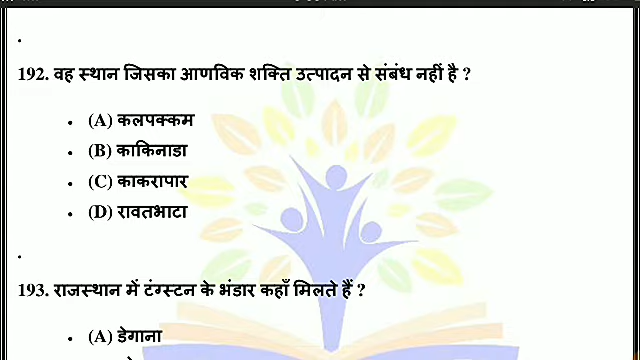 192. वह स्थान जिसका आणविक शक्ति उत्पादन से संबंध नहीं है ?
• (A) कलपक्कम
• (B) काकिनाडा
• (C) काकरापार
• (D) रावतभाटा
193. राजस्थान में टंग्स्टन के भंडार कहाँ मिलते हैं ?
• (A) डेगाना